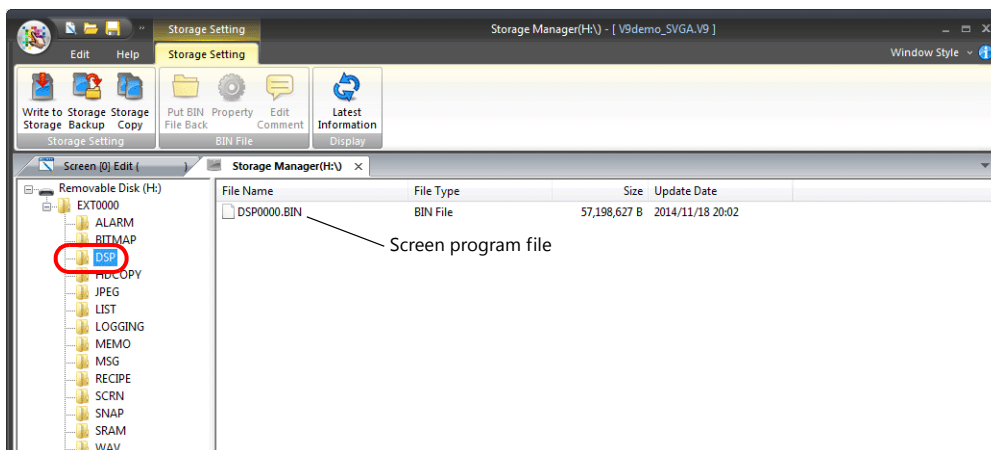 Storage Setting
Storage Manager(H:\) - [ V9demo_SVGA.V9 ]
Edit Help Storage Setting Window Style
Write to Storage Storage Put BIN Property Edit Latest
Storage Backup Copy File Back Comment Information
Storage Setting BIN File Display
Screen [0] Edit ( ) Storage Manager(H:\)
Removable Disk (H:) File Name File Type Size Update Date
EXT0000 DSP0000.BIN BIN File 57,198,627 B 2014/11/18 20:02
ALARM
BITMAP
Screen program file
DSP
HDCOPY
JPEG
LIST
LOGGING
MEMO
MSG
RECIPE
SCRN
SNAP
SRAM
WAV